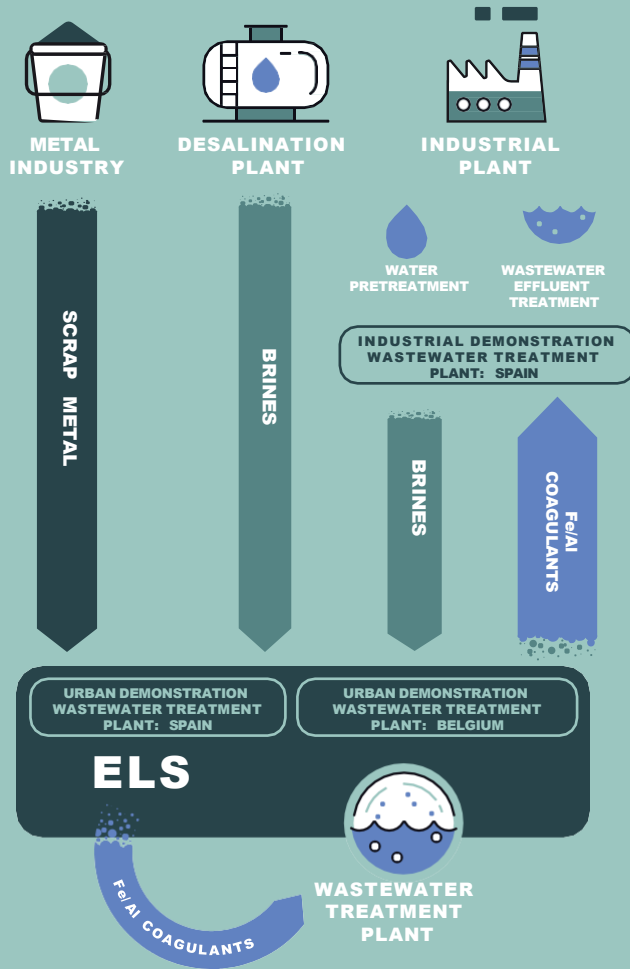 METAL
INDUSTRY
DESALINATION
PLANT
INDUSTRIAL
PLANT
WATER
PRETREATMENT
WASTEWATER
EFFLUENT
TREATMENT
INDUSTRIAL DEMONSTRATION
WASTEWATER TREATMENT
PLANT: SPAIN
SCRAP METAL
BRINES
BRINES
Fe/Al
COAGULANTS
URBAN DEMONSTRATION
WASTEWATER TREATMENT
PLANT: SPAIN
URBAN DEMONSTRATION
WASTEWATER TREATMENT
PLANT: BELGIUM
ELS
Fe/Al COAGULANTS
WASTEWATER
TREATMENT
PLANT